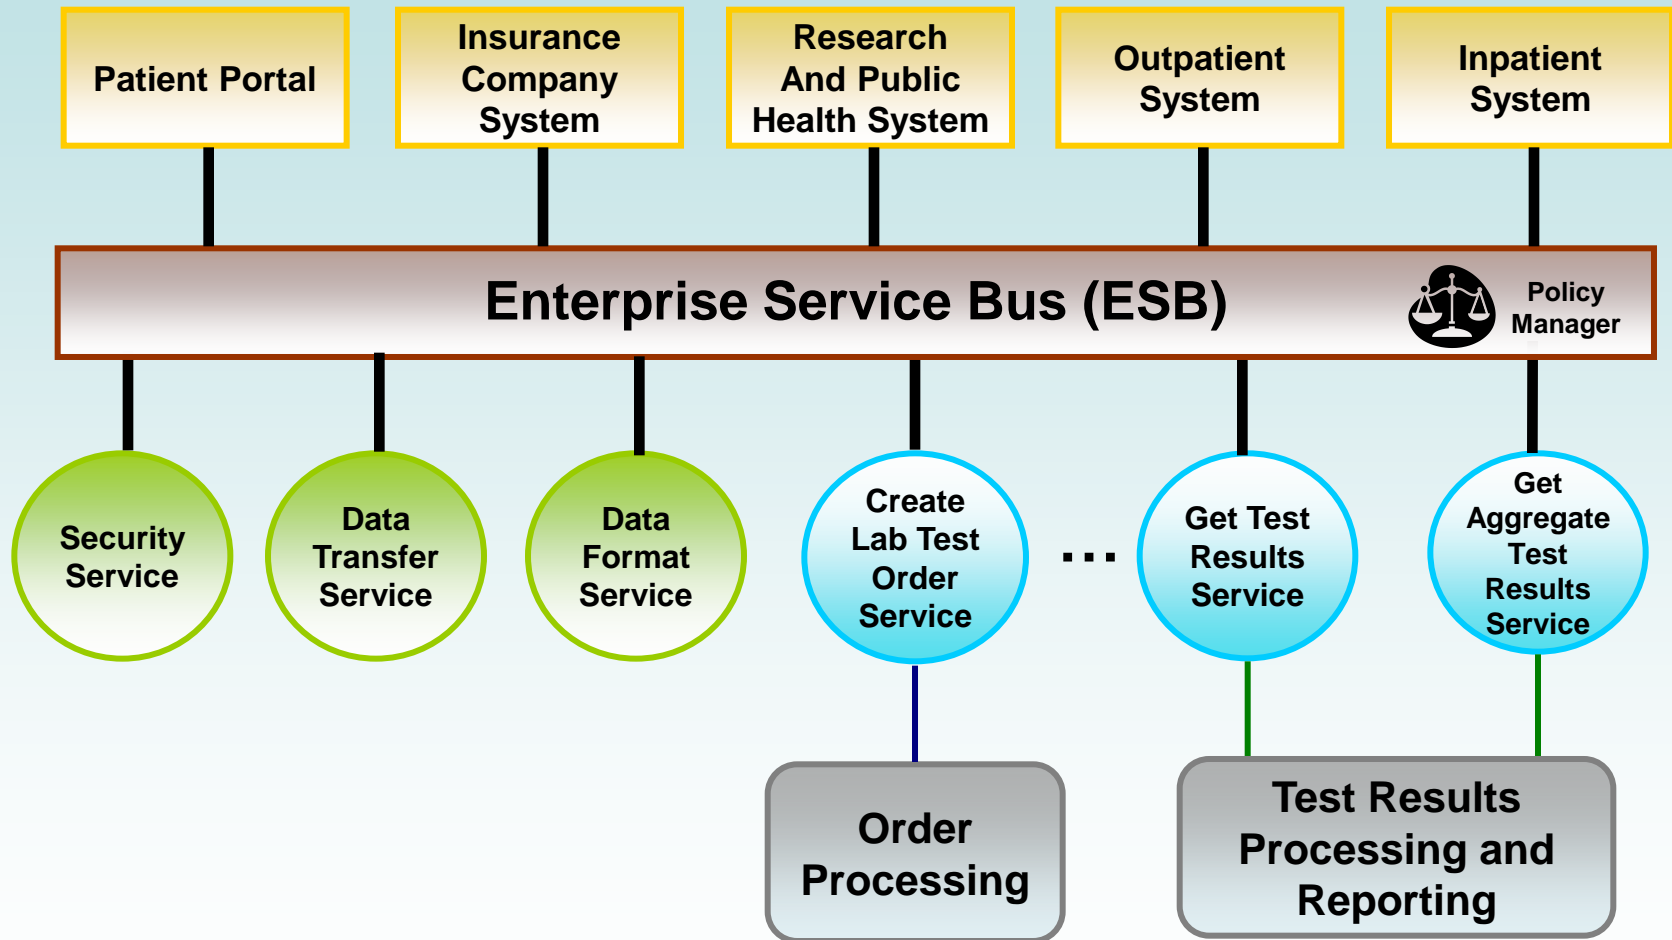 Patient Portal
Insurance
Company
System
Research
And Public
Health System
Outpatient
System
Inpatient
System
Enterprise Service Bus (ESB)
Policy
Manager
Security
Service
Data
Transfer
Service
Data
Format
Service
Create
Lab Test
Order
Service
...
Get Test
Results
Service
Get
Aggregate
Test
Results
Service
Order
Processing
Test Results
Processing and
Reporting